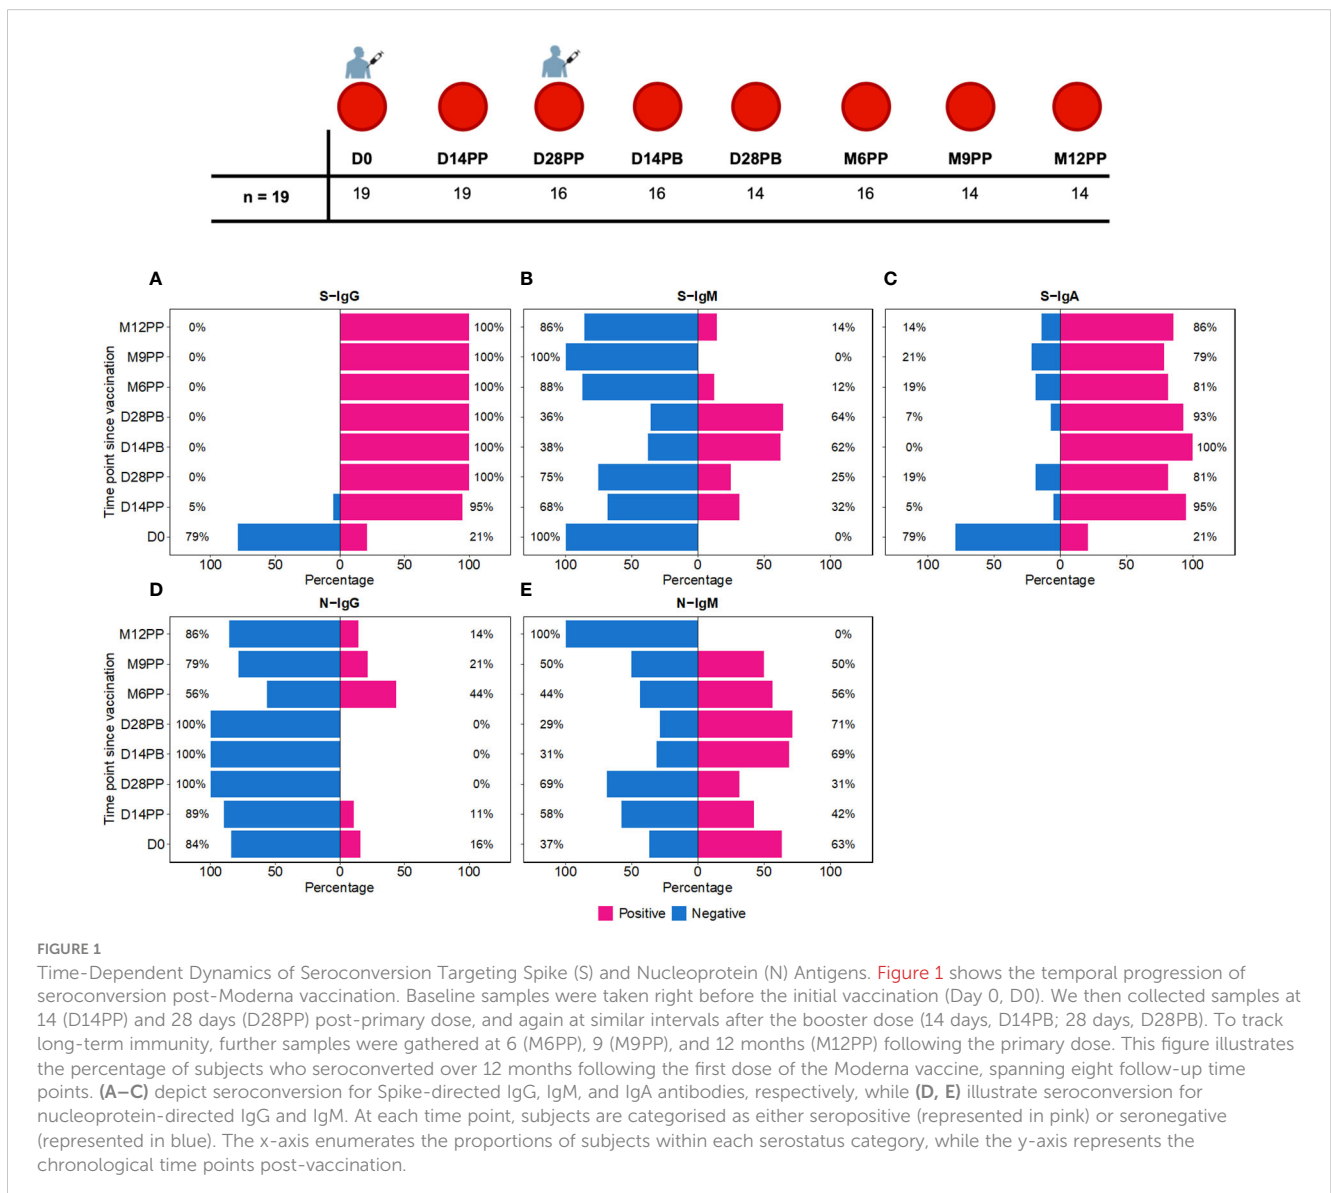 D0 D14PP D28PP D14PB D28PB M6PP M9PP M12PP
n = 19 19 19 16 16 14 16 14 14
A
S-IgG
Time point since vaccination
M12PP 0% 100%
M9PP 0% 100%
M6PP 0% 100%
D28PB 0% 100%
D14PB 0% 100%
D28PP 0% 100%
D14PP 5% 95%
D0 79% 21%
100 50 0 50 100
Percentage
B
S-IgM
86% 14%
100% 0%
88% 12%
36% 64%
38% 62%
75% 25%
68% 32%
100% 0%
100 50 0 50 100
Percentage
C
S-IgA
14% 86%
21% 79%
19% 81%
7% 93%
0% 100%
19% 81%
5% 95%
79% 21%
100 50 0 50 100
Percentage
D
N-IgG
Time point since vaccination
M12PP 86% 14%
M9PP 79% 21%
M6PP 56% 44%
D28PB 100% 0%
D14PB 100% 0%
D28PP 100% 0%
D14PP 89% 11%
D0 84% 16%
100 50 0 50 100
Percentage
E
N-IgM
100% 0%
50% 50%
44% 56%
29% 71%
31% 69%
69% 31%
58% 42%
37% 63%
100 50 0 50 100
Percentage
Positive Negative
FIGURE 1
Time-Dependent Dynamics of Seroconversion Targeting Spike (S) and Nucleoprotein (N) Antigens. Figure 1 shows the temporal progression of
seroconversion post-Moderna vaccination. Baseline samples were taken right before the initial vaccination (Day 0, D0). We then collected samples at
14 (D14PP) and 28 days (D28PP) post-primary dose, and again at similar intervals after the booster dose (14 days, D14PB; 28 days, D28PB). To track
long-term immunity, further samples were gathered at 6 (M6PP), 9 (M9PP), and 12 months (M12PP) following the primary dose. This figure illustrates
the percentage of subjects who seroconverted over 12 months following the first dose of the Moderna vaccine, spanning eight follow-up time
points. (A–C) depict seroconversion for Spike-directed IgG, IgM, and IgA antibodies, respectively, while (D, E) illustrate seroconversion for
nucleoprotein-directed IgG and IgM. At each time point, subjects are categorised as either seropositive (represented in pink) or seronegative
(represented in blue). The x-axis enumerates the proportions of subjects within each serostatus category, while the y-axis represents the
chronological time points post-vaccination.